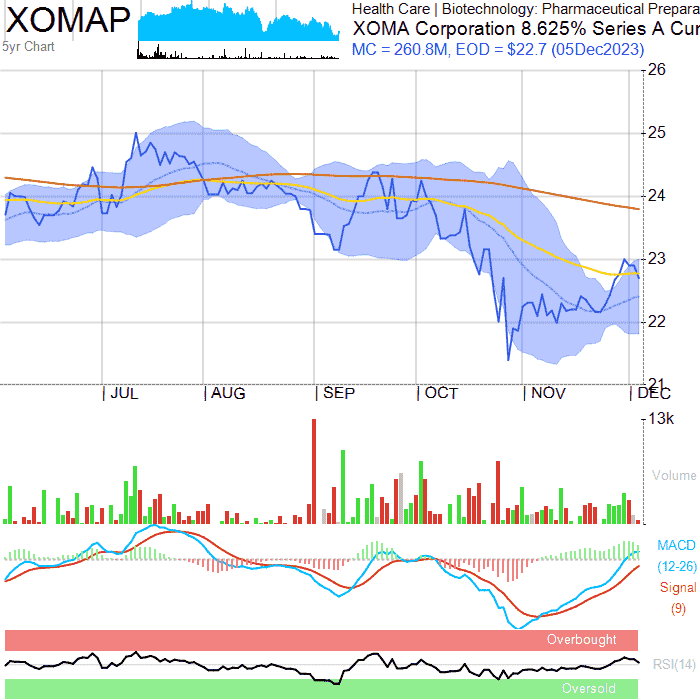 XOMAP
Health Care | Biotechnology: Pharmaceutical Prepara
XOMA Corporation 8.625% Series A Cur
MC = 260.8M, EOD = $22.7 (05Dec2023)
5yr Chart
26
25
24
23
22
21
JUL
AUG
SEP
OCT
NOV
DEC
13k
Volume
MACD
(12-26)
Signal
(9)
Overbought
RSI(14)
Oversold